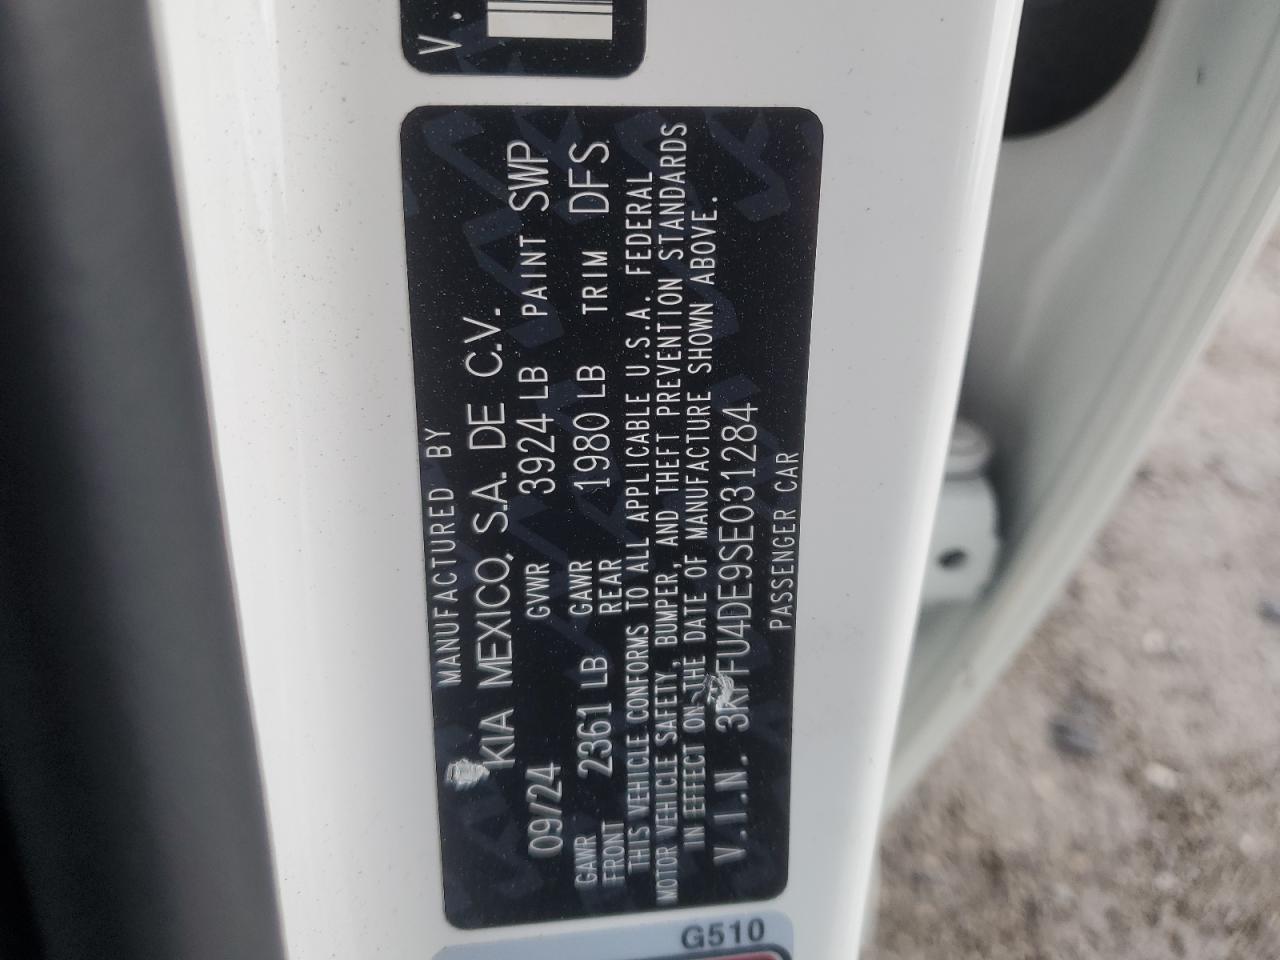 V.
MANUFACTURED BY
KIA MEXICO, S.A. DE C.V.
09/24 GVWR 3924 LB PAINT SWP
GAWR FRONT 2361 LB GAWR REAR 1980 LB TRIM DFS
THIS VEHICLE CONFORMS TO ALL APPLICABLE U.S.A. FEDERAL
MOTOR VEHICLE SAFETY, BUMPER, AND THEFT PREVENTION STANDARDS
IN EFFECT ON THE DATE OF MANUFACTURE SHOWN ABOVE.
V.I.N. 3KPFU4DE9SE031284
PASSENGER CAR
G510